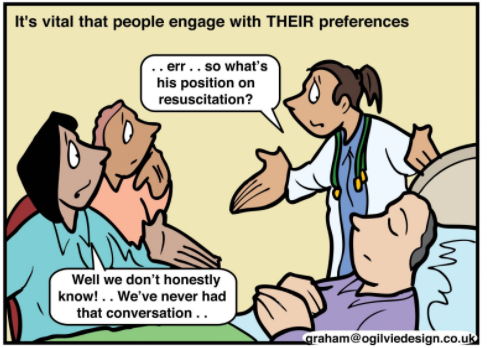 It's vital that people engage with THEIR preferences
. . err . . so what's
his position on
resuscitation?
Well we don't honestly
know! . . We've never had
that conversation . .
graham@ogilviedesign.co.uk